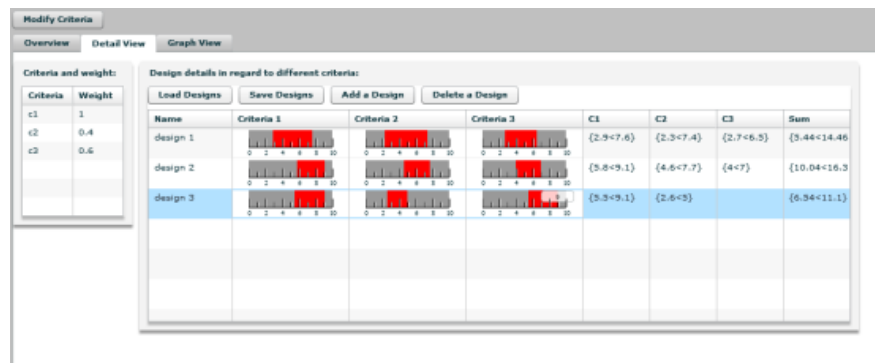 Modify Criteria
Overview Detail View Graph View
Criteria and weight: Design details in regard to different criteria:
Load Designs Save Designs Add a Design Delete a Design
Criteria Weight
Name Criteria 1 Criteria 2 Criteria 3 C1 C2 C3 Sum
c1 1
c2 0.4
c3 0.6
design 1 {2.9<7.6} {2.3<7.4} {2.7<6.5} {5.44<14.46
0 2 4 6 8 10 0 2 4 6 8 10 0 2 4 6 8 10
design 2 {5.8<9.1} {4.6<7.7} {4<7} {10.04<16.3
0 2 4 6 8 10 0 2 4 6 8 10 0 2 4 6 8 10
design 3 {5.5<9.1} {2.6<5} {6.54<11.1}
0 2 4 6 8 10 0 2 4 6 8 10 0 2 4 6 8 10